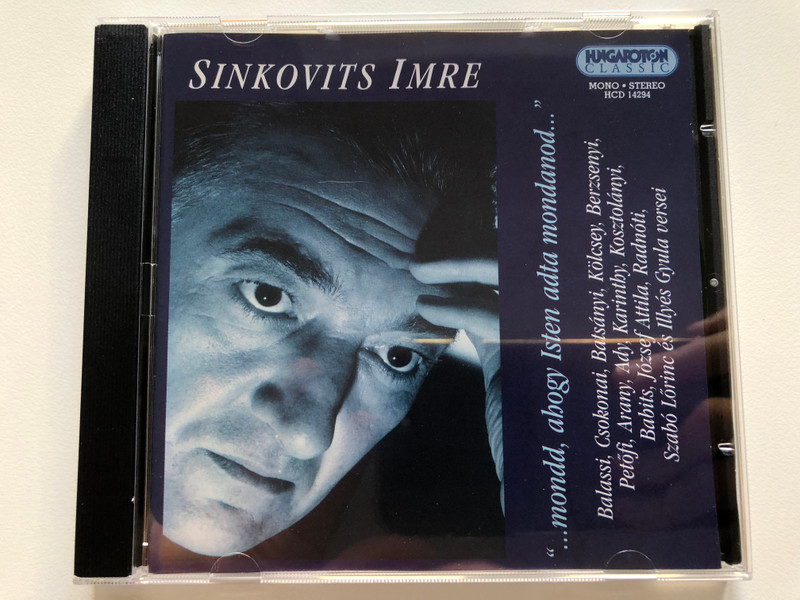 SINKOVITS IMRE
HUNGAROTON
CLASSIC
MONO • STEREO
HCD 14294
“...mondd, ahogy Isten adta mondanod...”
Balassi, Csokonai, Batsányi, Kölcsey, Berzsenyi,
Petőfi, Arany, Ady, Karinthy, Kosztolányi,
Babits, József Attila, Radnóti,
Szabó Lőrinc és Illyés Gyula versei